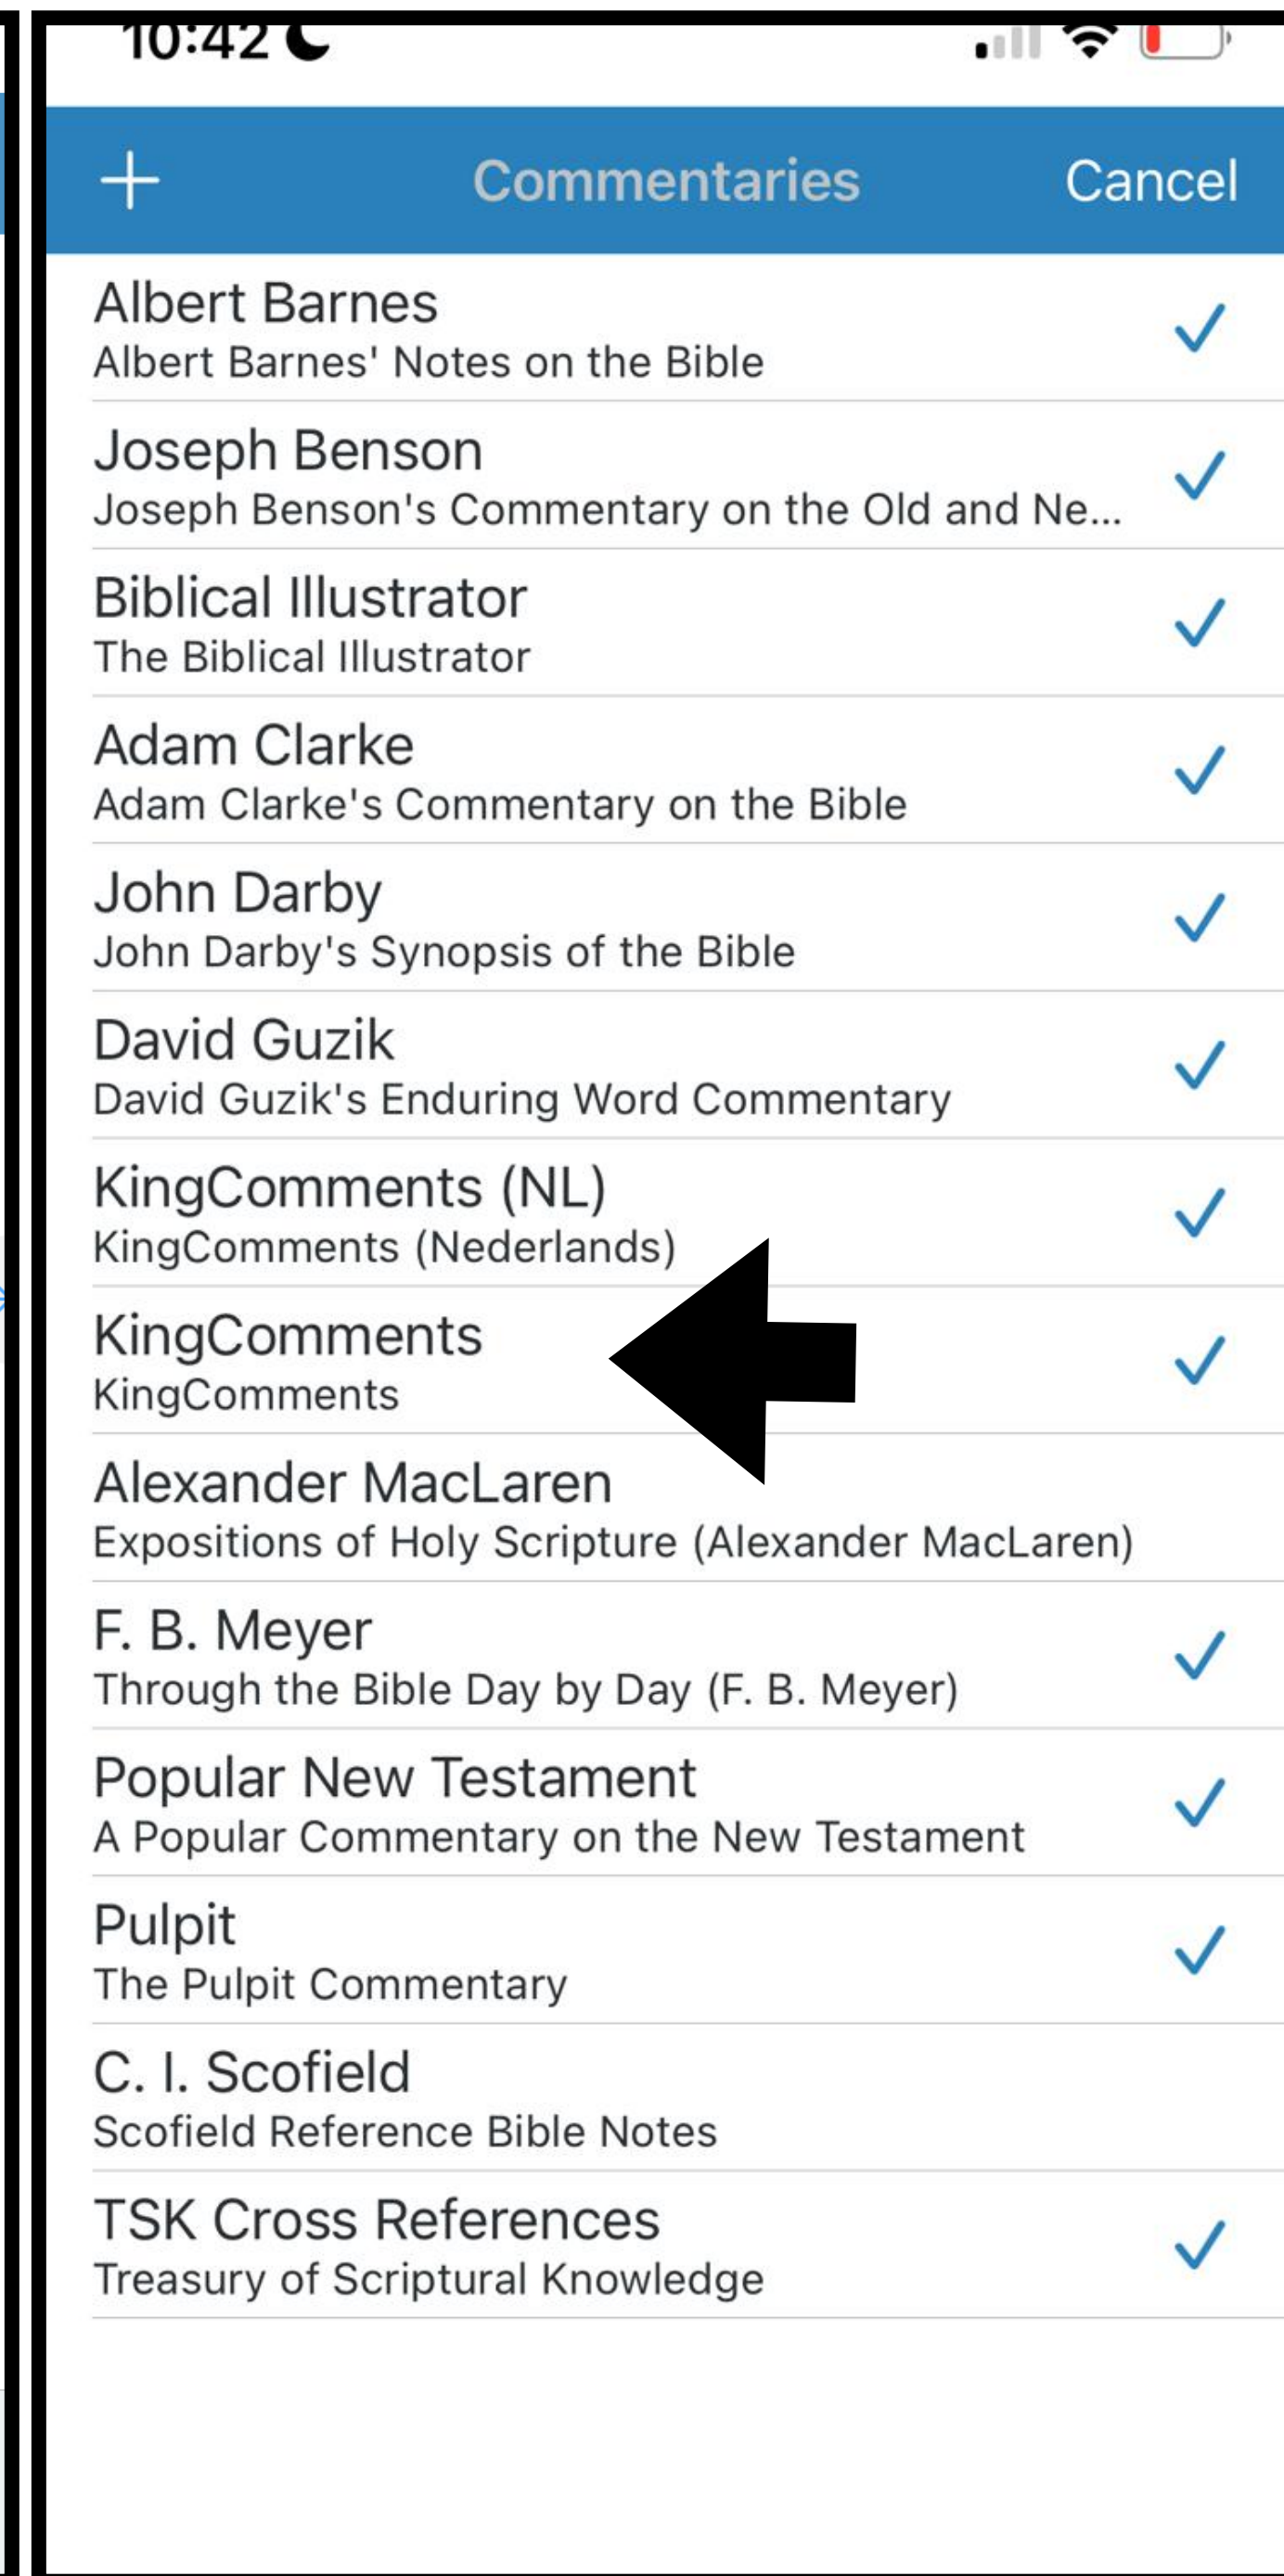 10:42
Commentaries Cancel
Albert Barnes
Albert Barnes' Notes on the Bible
Joseph Benson
Joseph Benson's Commentary on the Old and Ne...
Biblical Illustrator
The Biblical Illustrator
Adam Clarke
Adam Clarke's Commentary on the Bible
John Darby
John Darby's Synopsis of the Bible
David Guzik
David Guzik's Enduring Word Commentary
KingComments (NL)
KingComments (Nederlands)
KingComments
KingComments
Alexander MacLaren
Expositions of Holy Scripture (Alexander MacLaren)
F. B. Meyer
Through the Bible Day by Day (F. B. Meyer)
Popular New Testament
A Popular Commentary on the New Testament
Pulpit
The Pulpit Commentary
C. I. Scofield
Scofield Reference Bible Notes
TSK Cross References
Treasury of Scriptural Knowledge